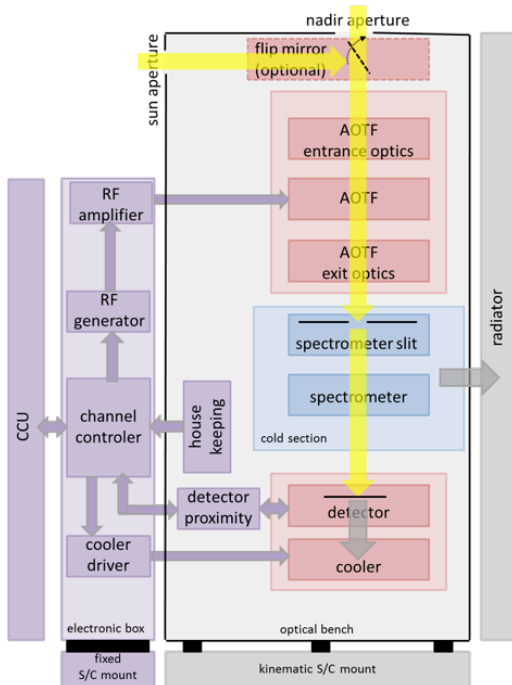 nadir aperture
sun aperture
flip mirror
(optional)
AOTF
entrance optics
RF
amplifier
AOTF
AOTF
exit optics
RF
generator
spectrometer slit
radiator
spectrometer
cold section
CCU
channel
controler
house
keeping
detector
proximity
detector
cooler
driver
cooler
electronic box
optical bench
fixed
S/C mount
kinematic S/C mount